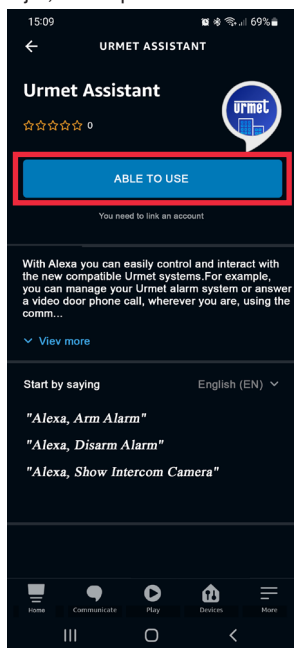 15:09 69%
URMET ASSISTANT
Urmet Assistant
0
urmet
ABLE TO USE
You need to link an account
With Alexa you can easily control and interact with
the new compatible Urmet systems.For example,
you can manage your Urmet alarm system or answer
a video door phone call, wherever you are, using the
comm...
Viev more
Start by saying English (EN)
"Alexa, Arm Alarm"
"Alexa, Disarm Alarm"
"Alexa, Show Intercom Camera"
Home Communicate Play Devices More